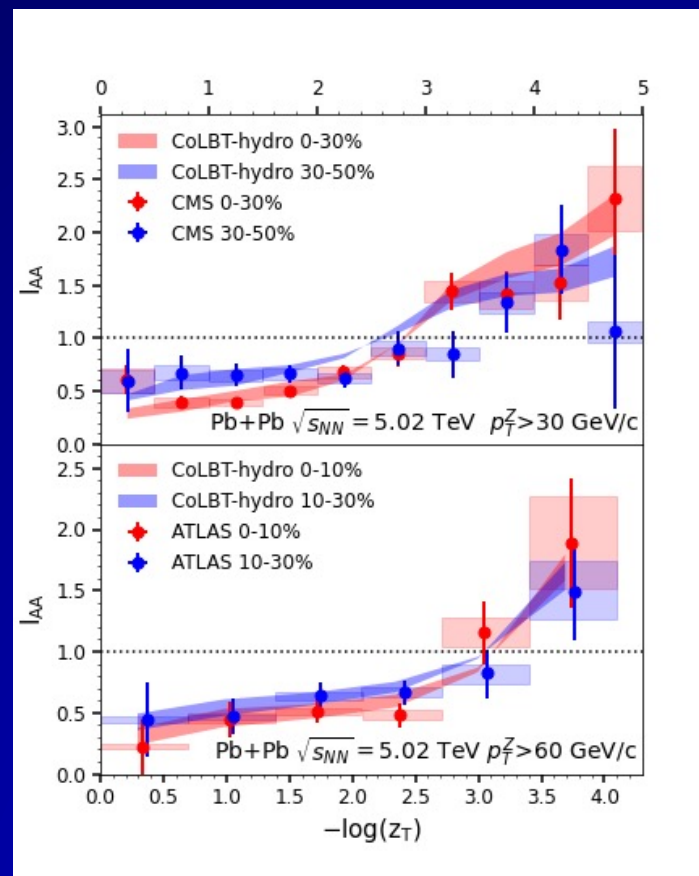 0 1 2 3 4 5
3.0
CoLBT-hydro 0-30%
2.5
CoLBT-hydro 30-50%
CMS 0-30%
2.0
CMS 30-50%
I_AA
1.5
1.0
0.5
Pb+Pb √s_NN = 5.02 TeV p_T^Z>30 GeV/c
0.0
2.5
CoLBT-hydro 0-10%
CoLBT-hydro 10-30%
2.0
ATLAS 0-10%
ATLAS 10-30%
1.5
I_AA
1.0
0.5
Pb+Pb √s_NN = 5.02 TeV p_T^Z>60 GeV/c
0.0
0.0 0.5 1.0 1.5 2.0 2.5 3.0 3.5 4.0
−log(z_T)